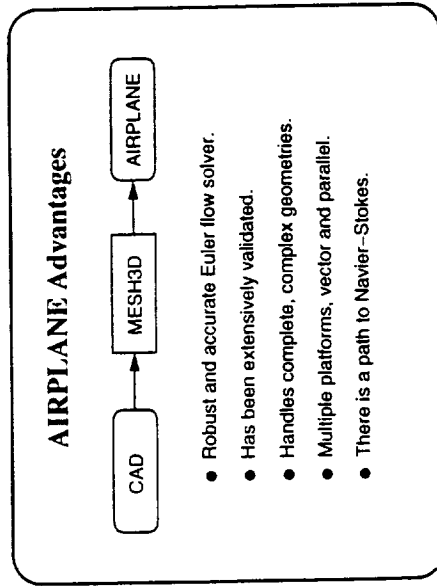 AIRPLANE Advantages
CAD
MESH3D
AIRPLANE
● Robust and accurate Euler flow solver.
● Has been extensively validated.
● Handles complete, complex geometries.
● Multiple platforms, vector and parallel.
● There is a path to Navier-Stokes.